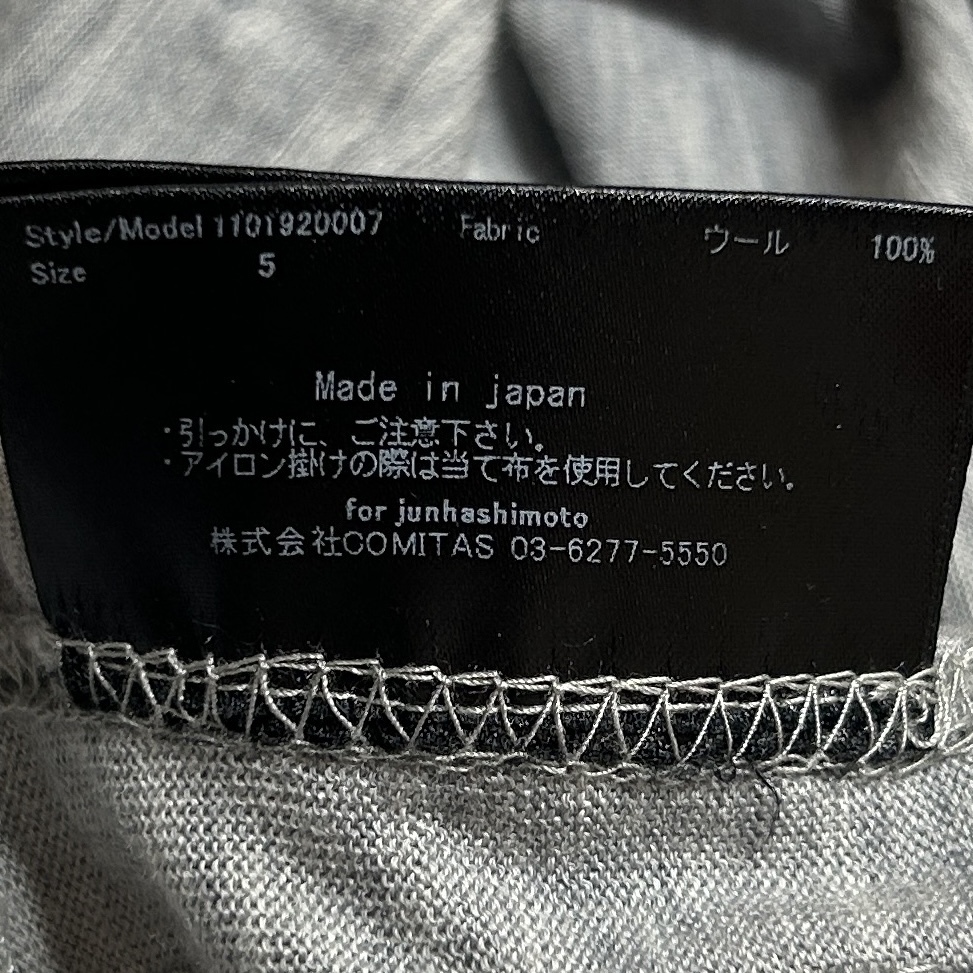 Style/Model 1101920007 Fabric ウール 100%
Size 5
Made in japan
・引っかけに、ご注意下さい。
・アイロン掛けの際は当て布を使用してください。
for junhashimoto
株式会社COMITAS 03-6277-5550